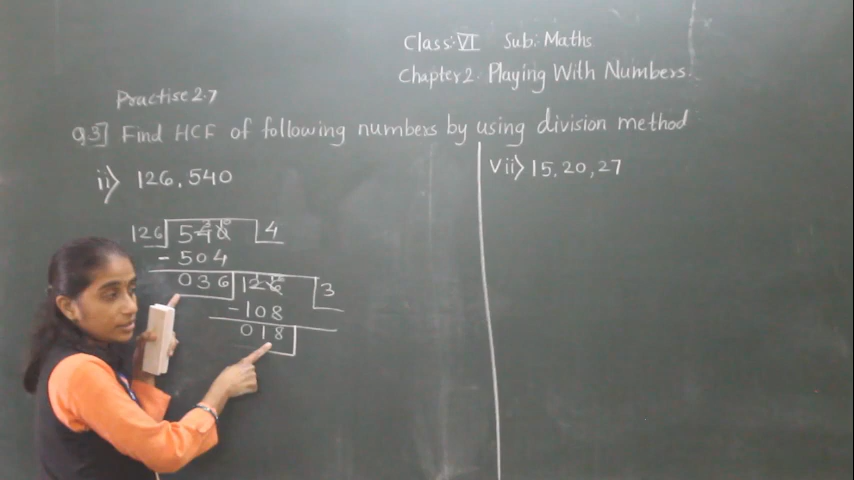 Class: VI Sub: Maths
Chapter 2. Playing With Numbers.
Practise 2.7
Q3] Find HCF of following numbers by using division method
ii) 126, 540
126 540 4
- 504
036 126 3
- 108
018
Vii) 15, 20, 27